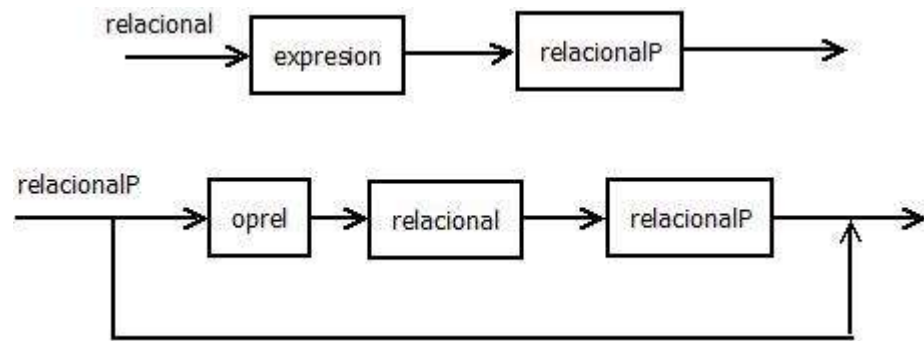 relacional
expresion
relacionalP
relacionalP
oprel
relacional
relacionalP